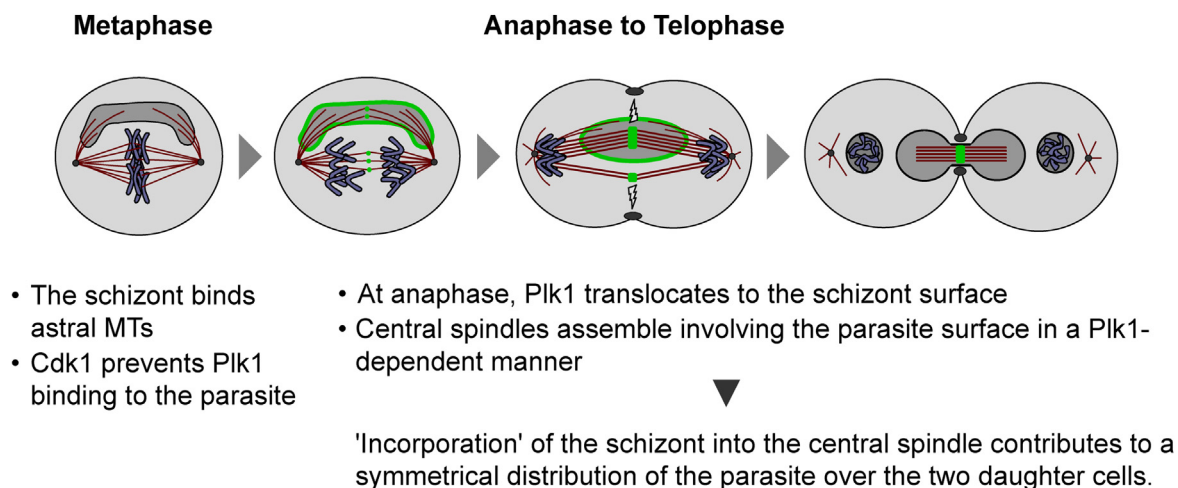 Metaphase
Anaphase to Telophase
• The schizont binds
astral MTs
• Cdk1 prevents Plk1
binding to the parasite
• At anaphase, Plk1 translocates to the schizont surface
• Central spindles assemble involving the parasite surface in a Plk1-
dependent manner
'Incorporation' of the schizont into the central spindle contributes to a
symmetrical distribution of the parasite over the two daughter cells.